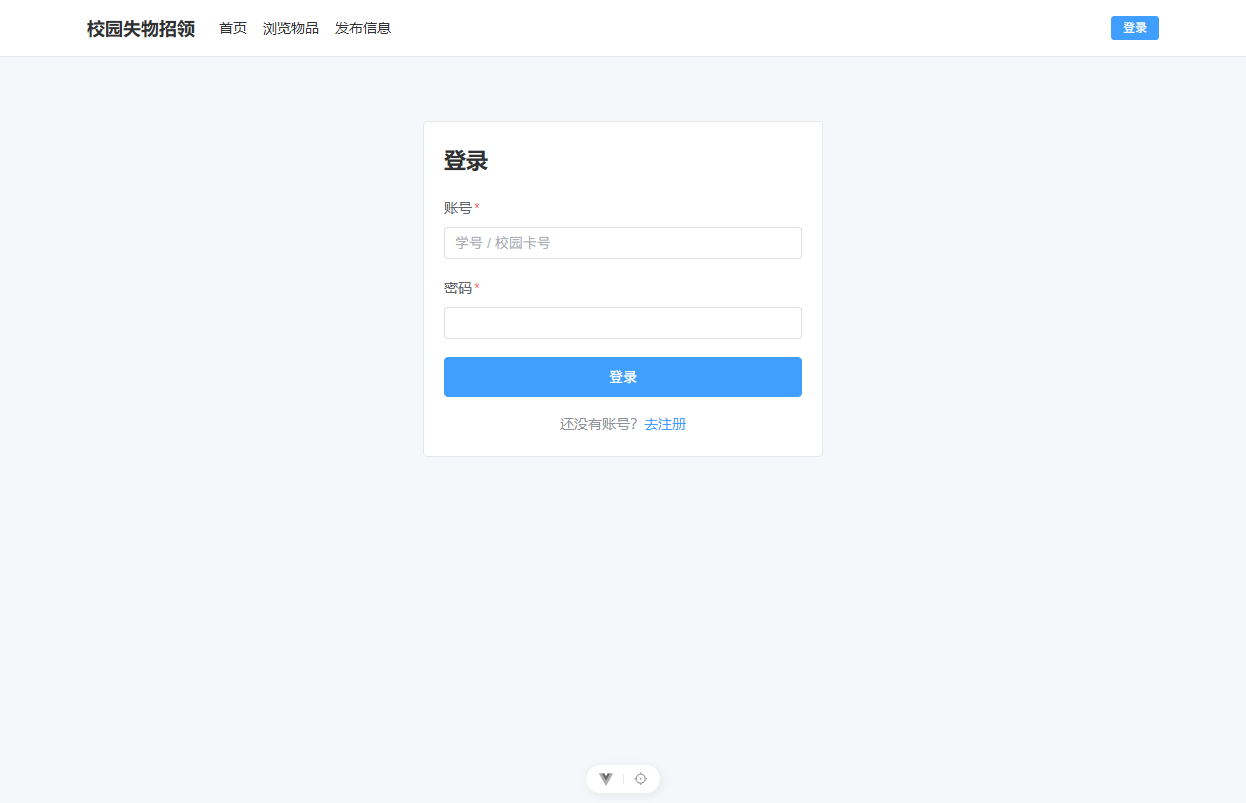 校园失物招领 首页 浏览物品 发布信息 登录
登录
账号*
学号 / 校园卡号
密码*
登录
还没有账号? 去注册